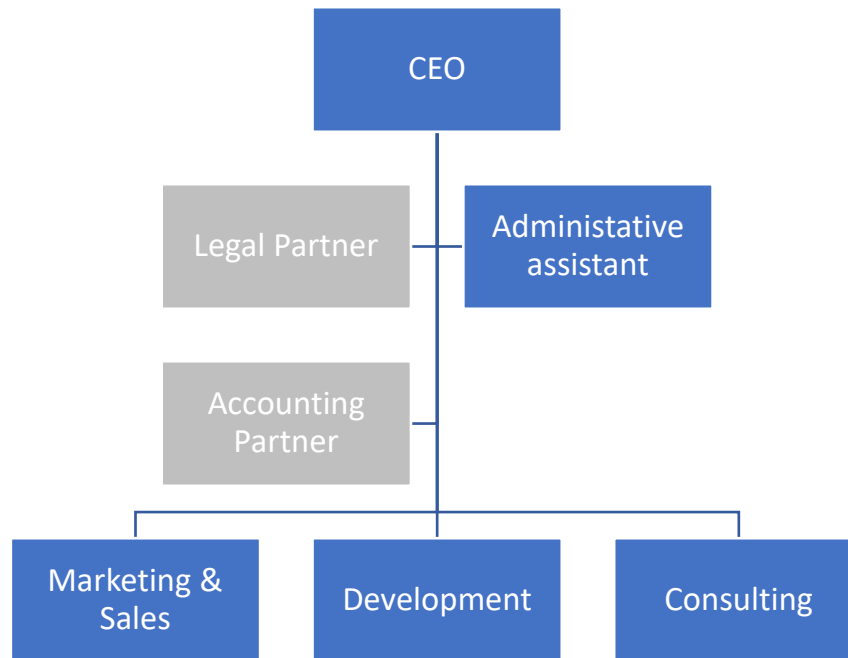 CEO
Legal Partner
Administative
assistant
Accounting
Partner
Marketing &
Sales
Development
Consulting